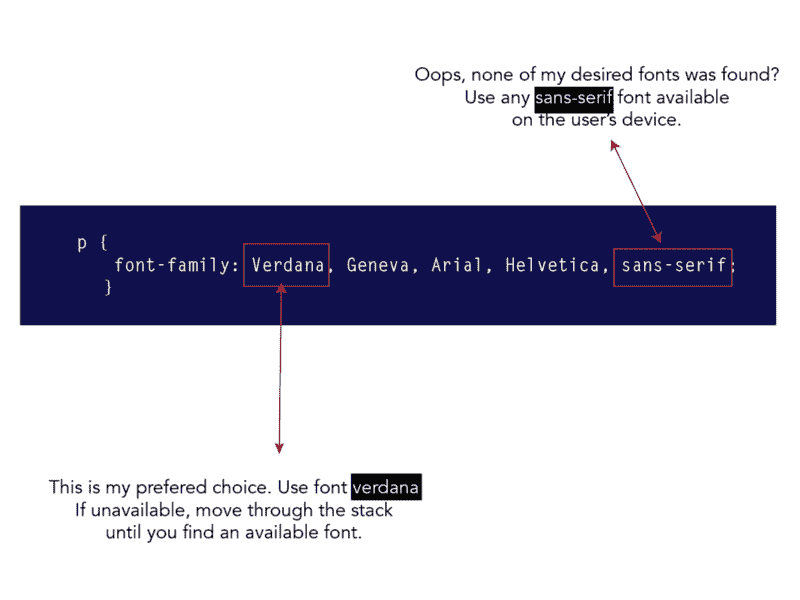 Oops, none of my desired fonts was found?
Use any sans-serif font available
on the user's device.
p {
font-family: Verdana, Geneva, Arial, Helvetica, sans-serif;
}
This is my prefered choice. Use font verdana
If unavailable, move through the stack
until you find an available font.